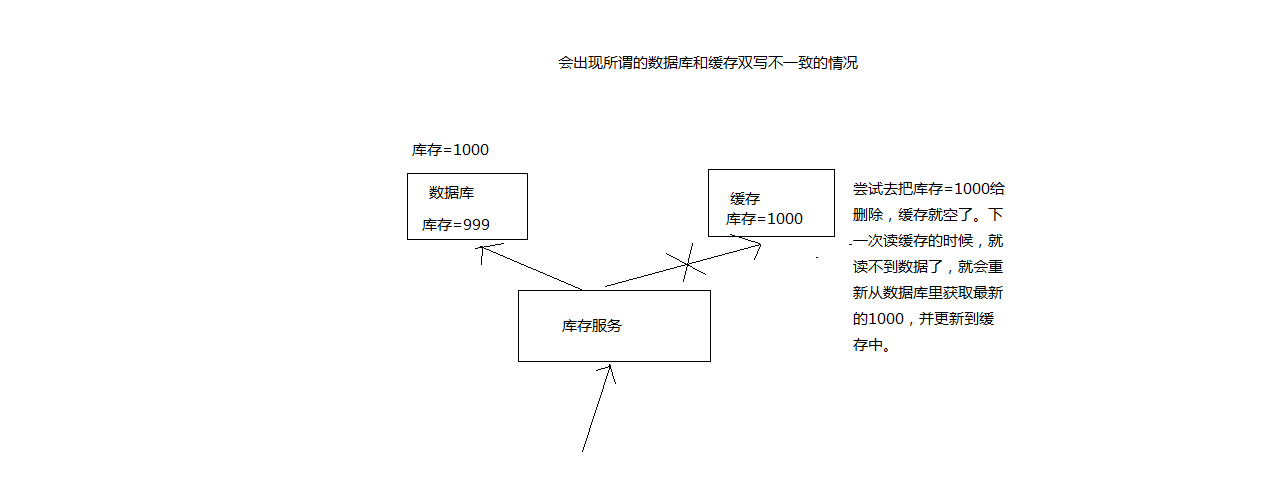 会出现所谓的数据库和缓存双写不一致的情况
库存=1000
数据库
库存=999
缓存
库存=1000
尝试去把库存=1000给
删除，缓存就空了。下
一次读缓存的时候，就
读不到数据了，就会重
新从数据库里获取最新
的1000，并更新到缓
存中。
库存服务